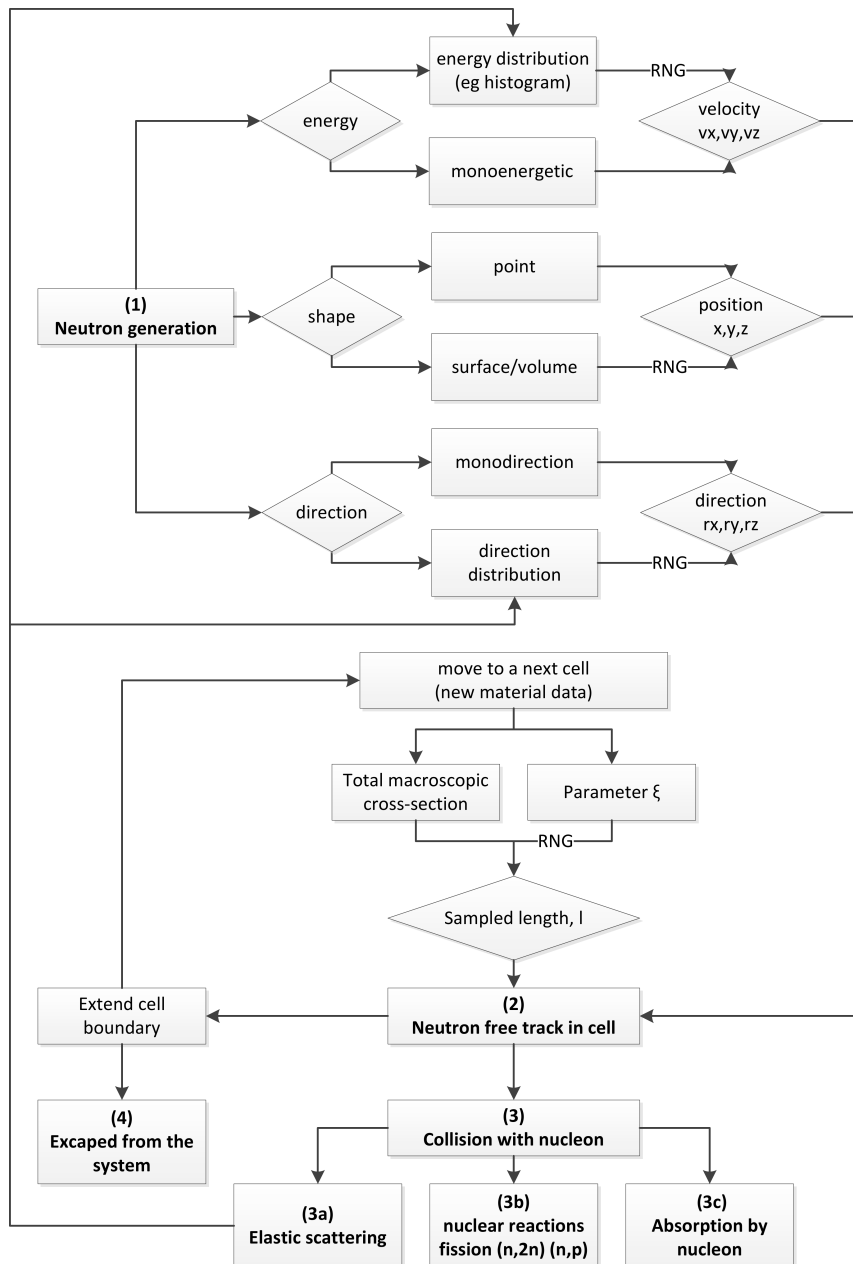 energy distribution
(eg histogram)
RNG
velocity
vx,vy,vz
energy
monoenergetic
point
(1)
Neutron generation
shape
position
x,y,z
surface/volume
RNG
monodirection
direction
direction
rx,ry,rz
direction
distribution
RNG
move to a next cell
(new material data)
Total macroscopic
cross-section
Parameter ξ
RNG
Sampled length, l
Extend cell
boundary
(2)
Neutron free track in cell
(4)
Excaped from the
system
(3)
Collision with nucleon
(3a)
Elastic scattering
(3b)
nuclear reactions
fission (n,2n) (n,p)
(3c)
Absorption by
nucleon